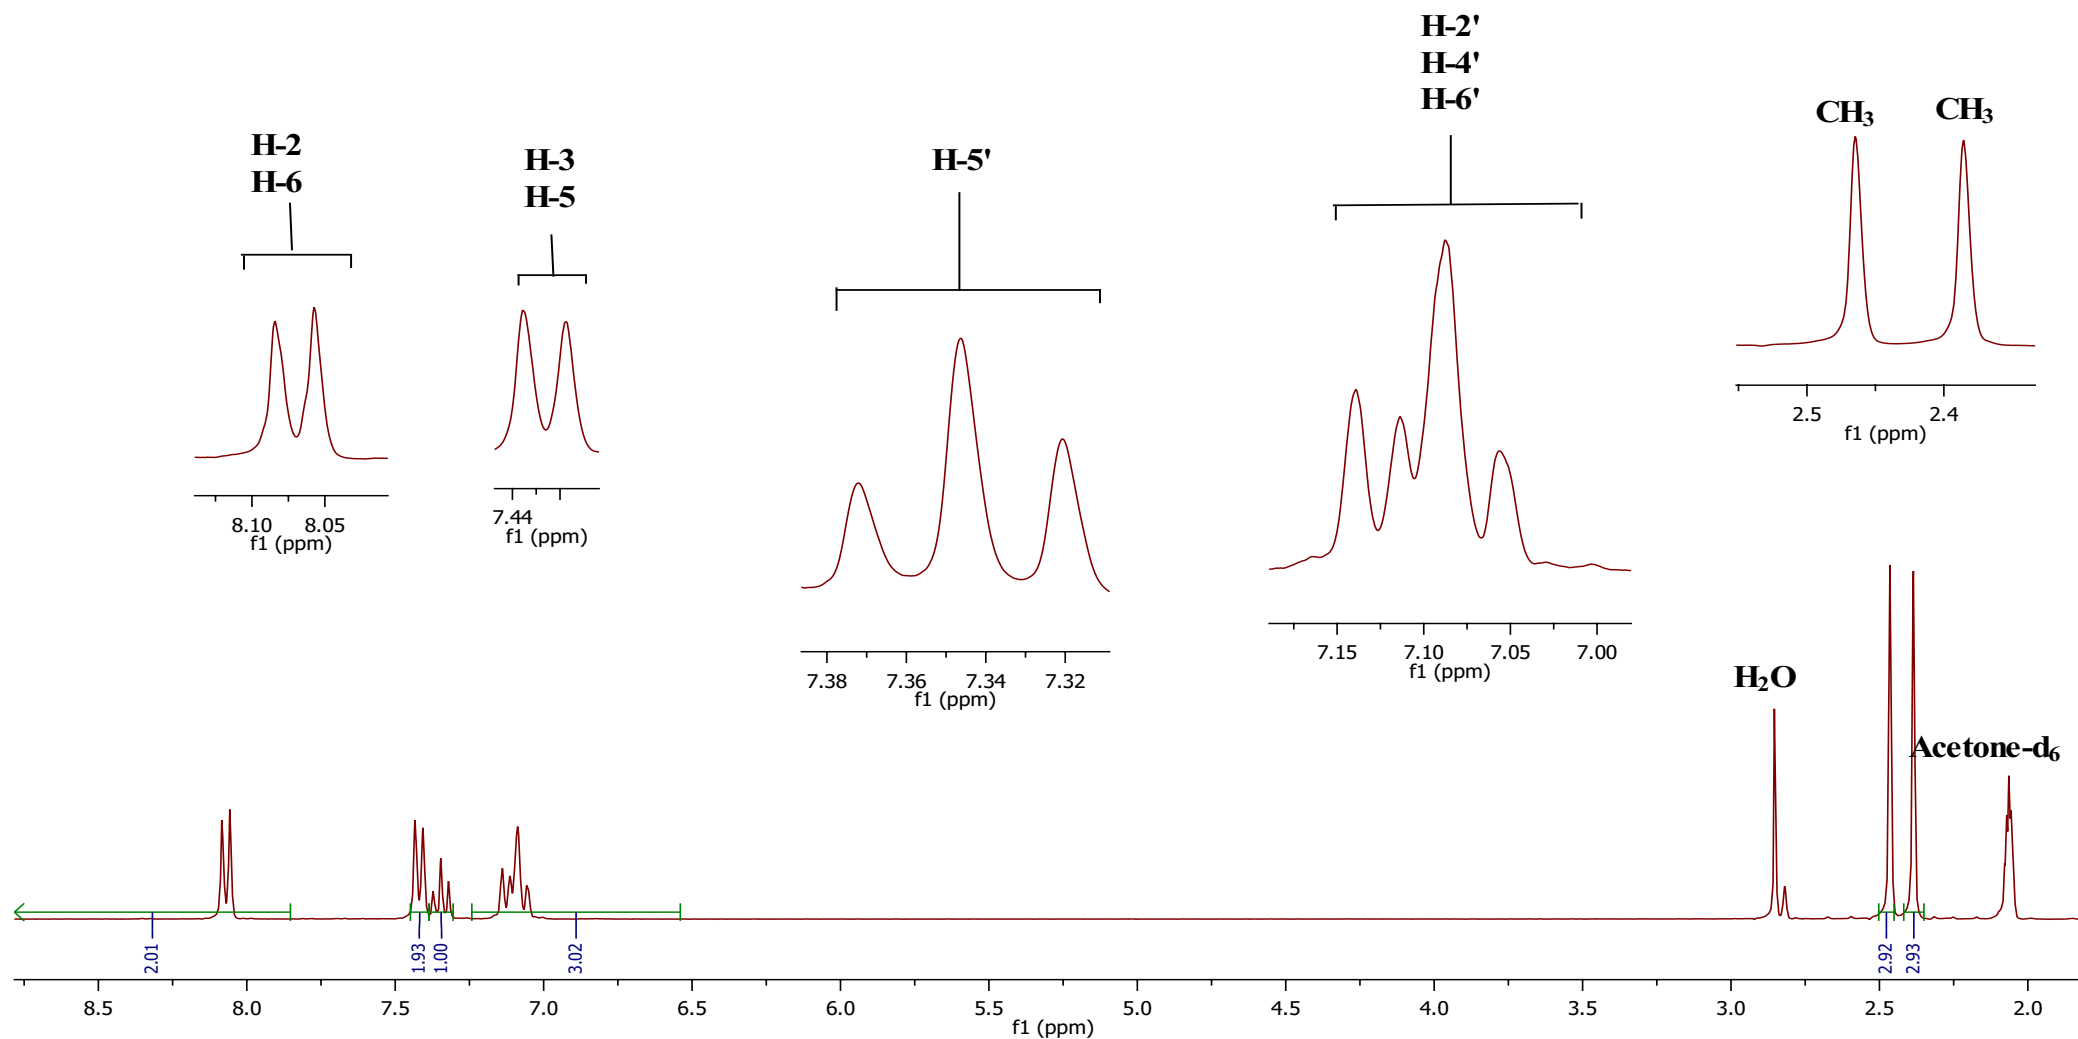 H-2'
H-4'
H-6'
CH₃ CH₃
H-2
H-6
H-3
H-5
H-5'
2.5 2.4
f1 (ppm)
8.10 8.05
f1 (ppm)
7.44
f1 (ppm)
7.38 7.36 7.34 7.32
f1 (ppm)
7.15 7.10 7.05 7.00
f1 (ppm)
H₂O
Acetone-d₆
2.01
1.93
1.00
3.02
2.92
2.93
8.5 8.0 7.5 7.0 6.5 6.0 5.5 5.0 4.5 4.0 3.5 3.0 2.5 2.0
f1 (ppm)